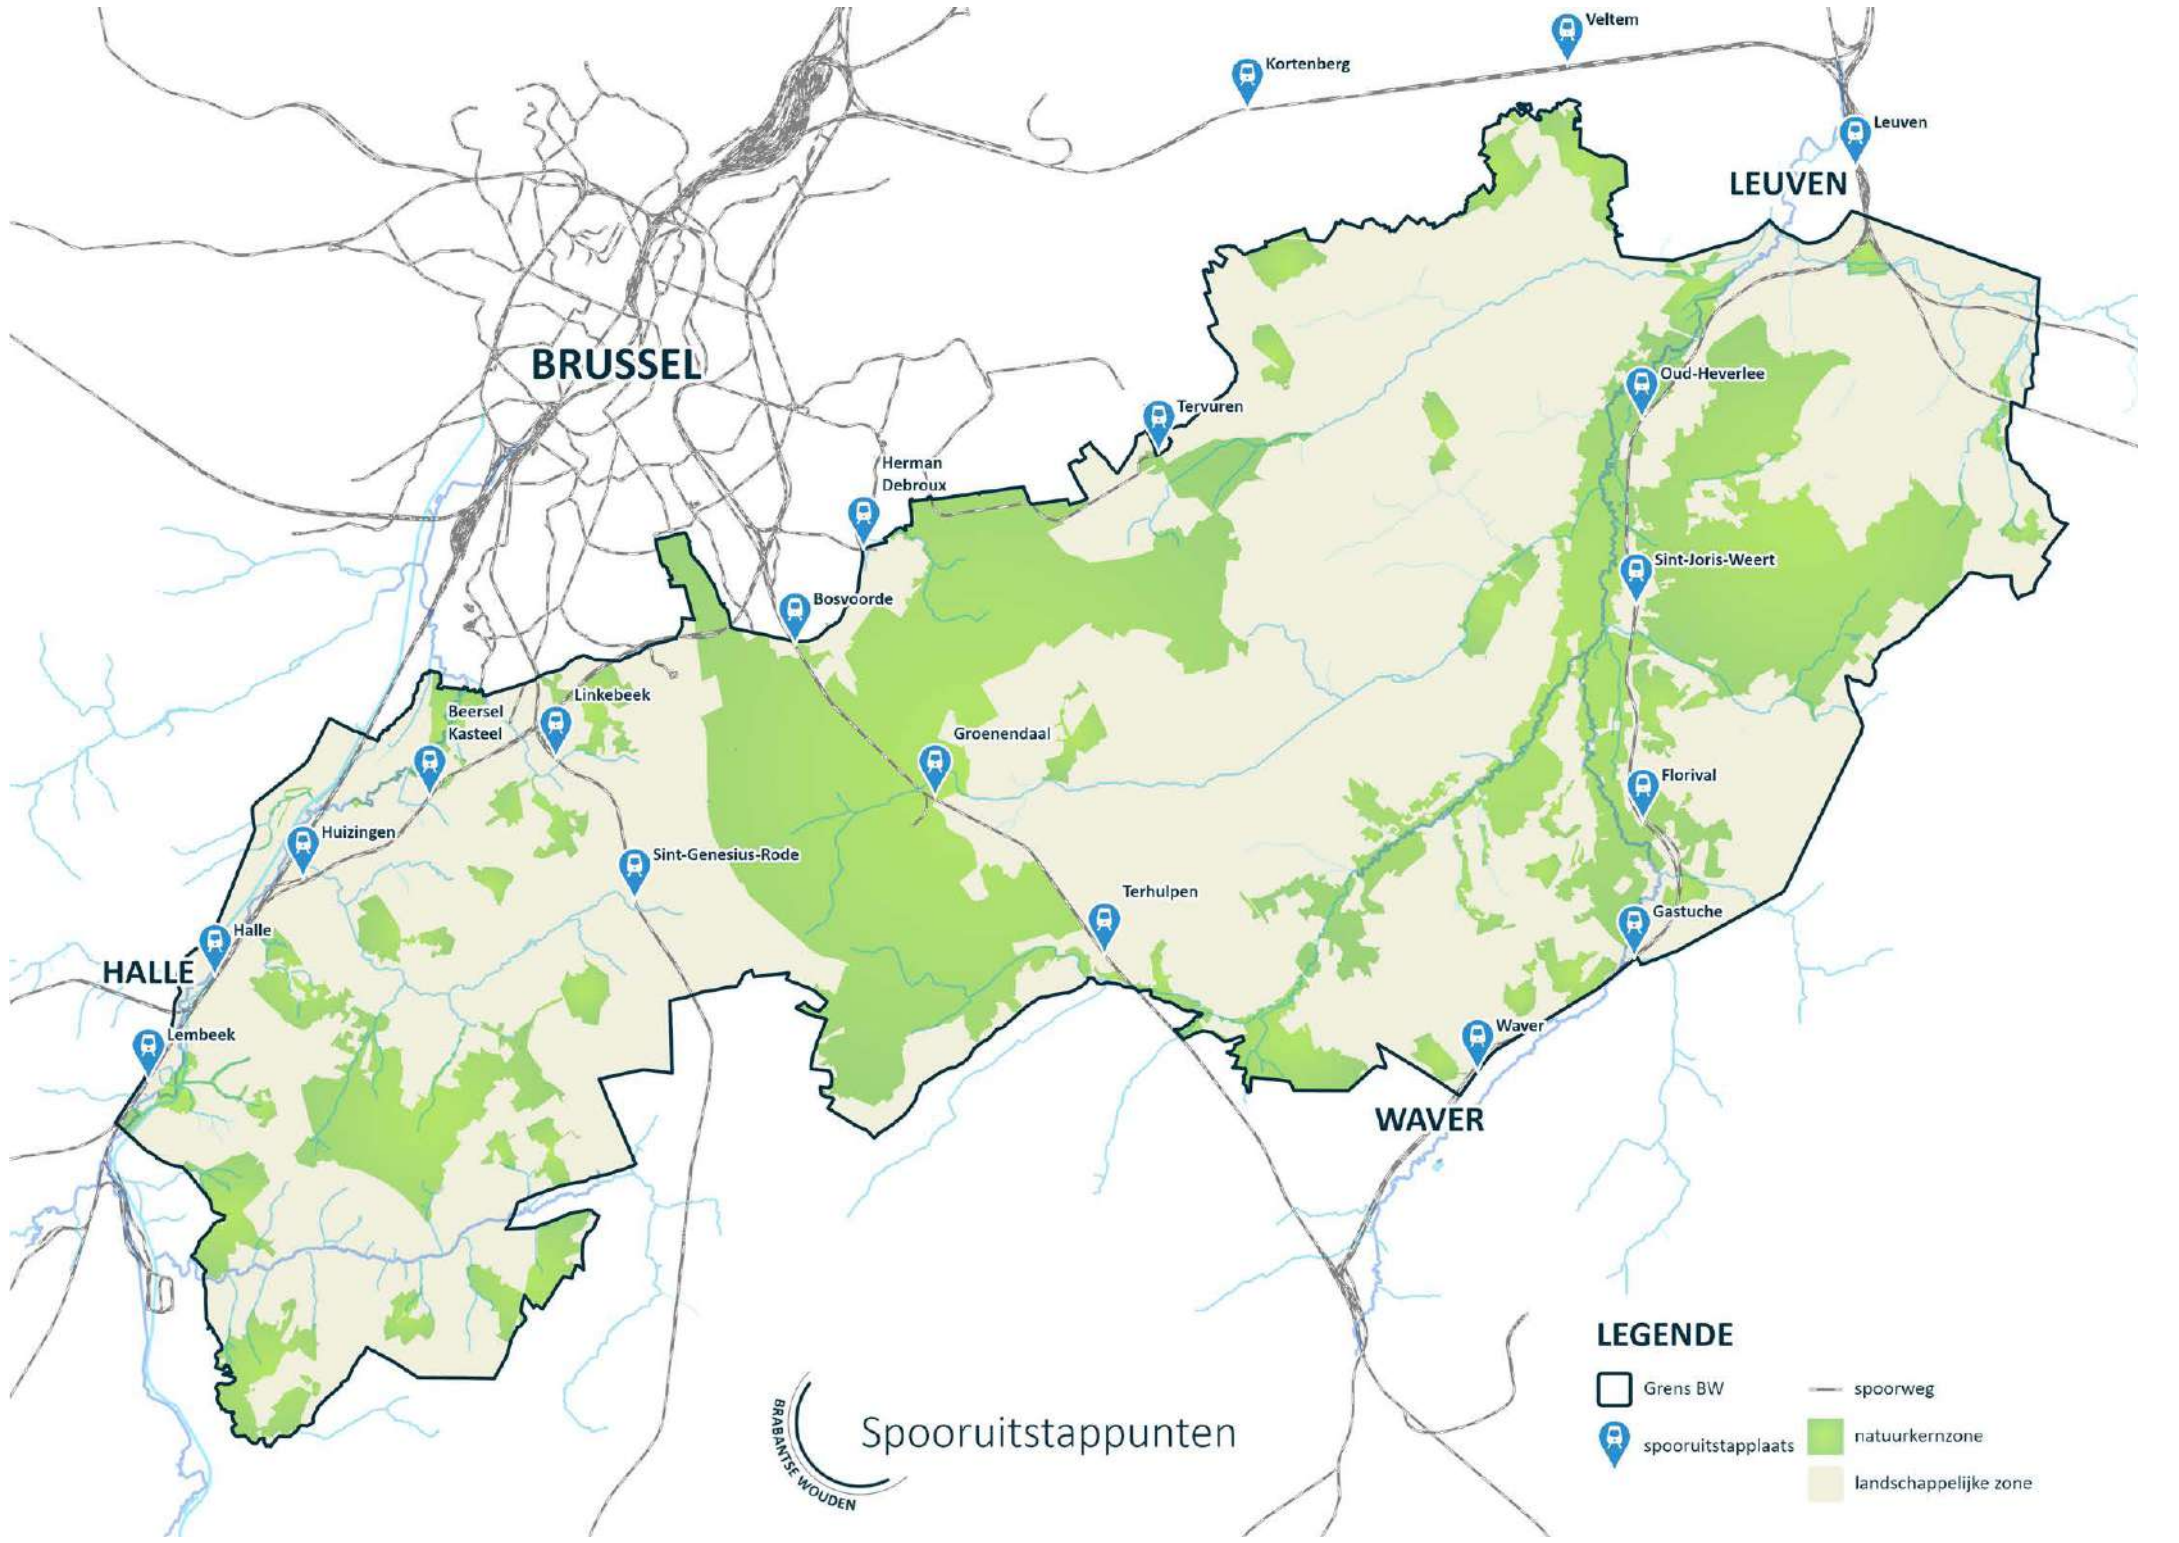 Veltem
Kortenberg
Leuven
LEUVEN
BRUSSEL
Oud-Heverlee
Tervuren
Herman
Debroux
Sint-Joris-Weert
Bosvoorde
Linkebeek
Beersel
Kasteel
Groenendaal
Florival
Huizingen
Sint-Genesius-Rode
Terhulpen
Gastuche
Halle
HALLE
Lembeek
Waver
WAVER
LEGENDE
Grens BW
spoorweg
spooruitstapplaats
natuurkernzone
landschappelijke zone
BRABANTSE WOUDEN
Spooruitstappunten